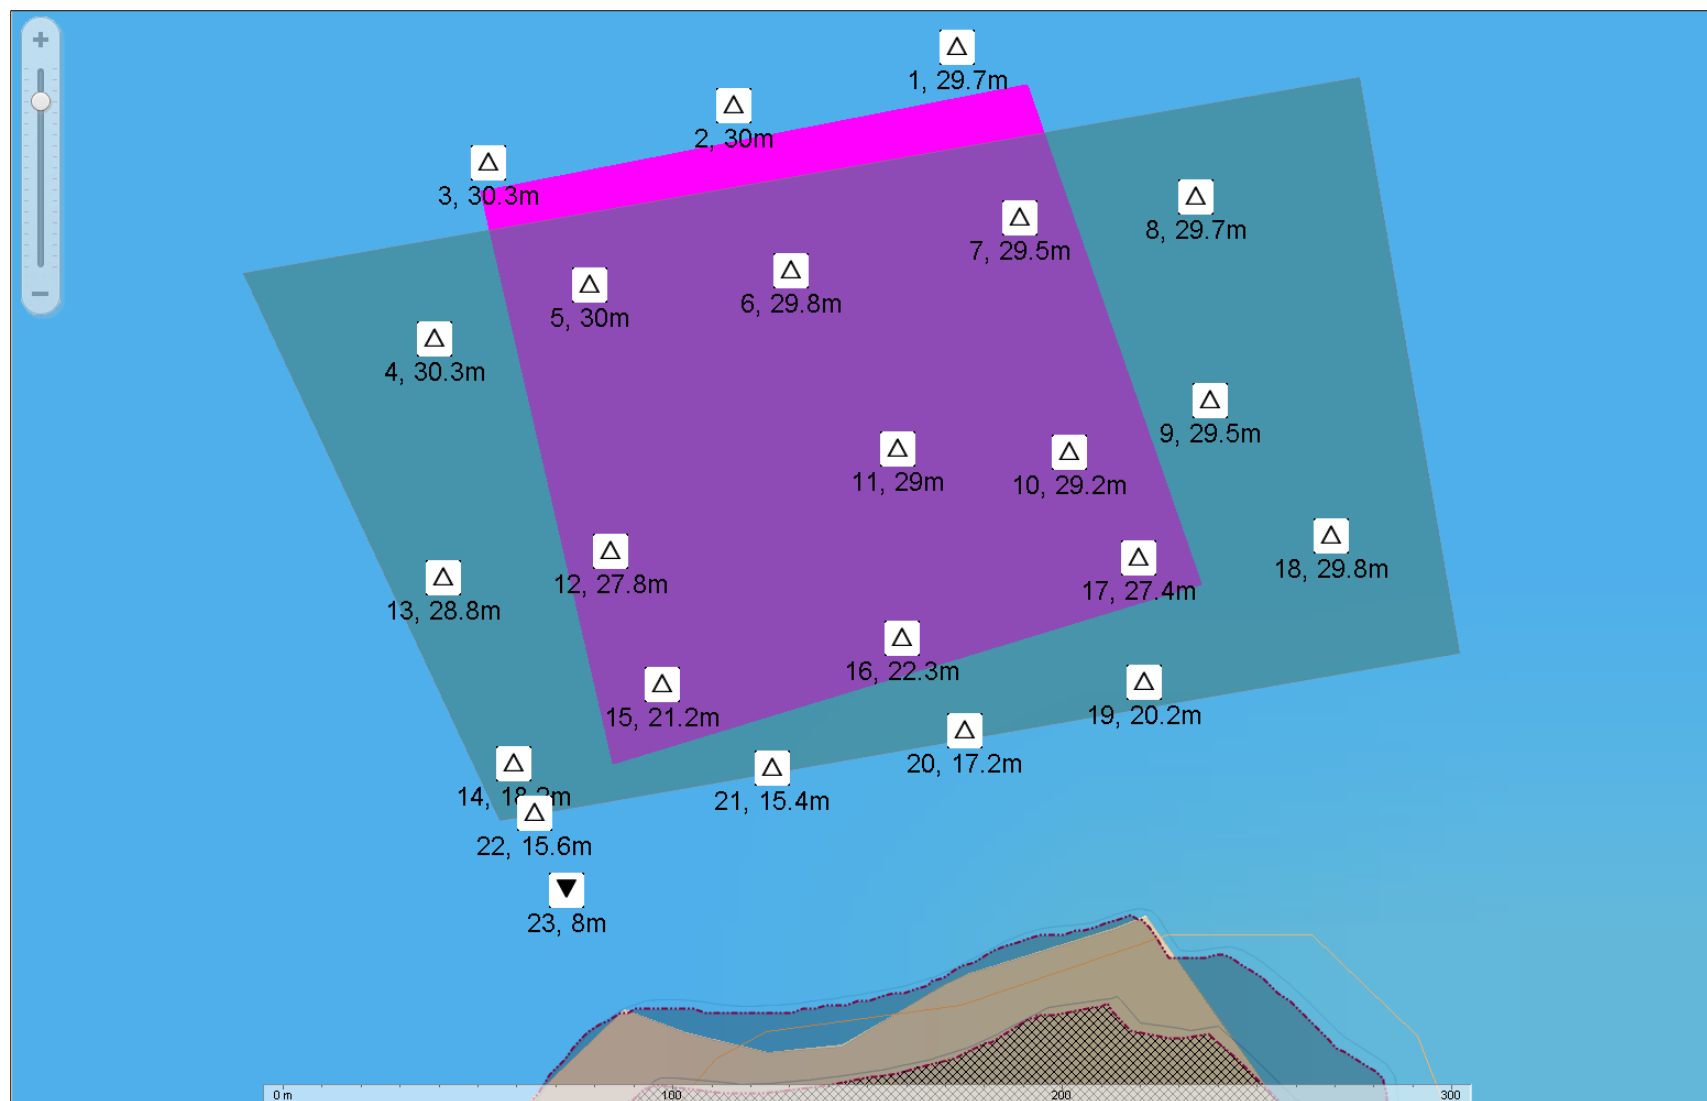 1, 29.7m
2, 30m
3, 30.3m
7, 29.5m
8, 29.7m
5, 30m
6, 29.8m
4, 30.3m
9, 29.5m
11, 29m
10, 29.2m
12, 27.8m
13, 28.8m
17, 27.4m
18, 29.8m
16, 22.3m
15, 21.2m
19, 20.2m
20, 17.2m
14,
21, 15.4m
22, 15.6m
23, 8m
0 m 100 200 300